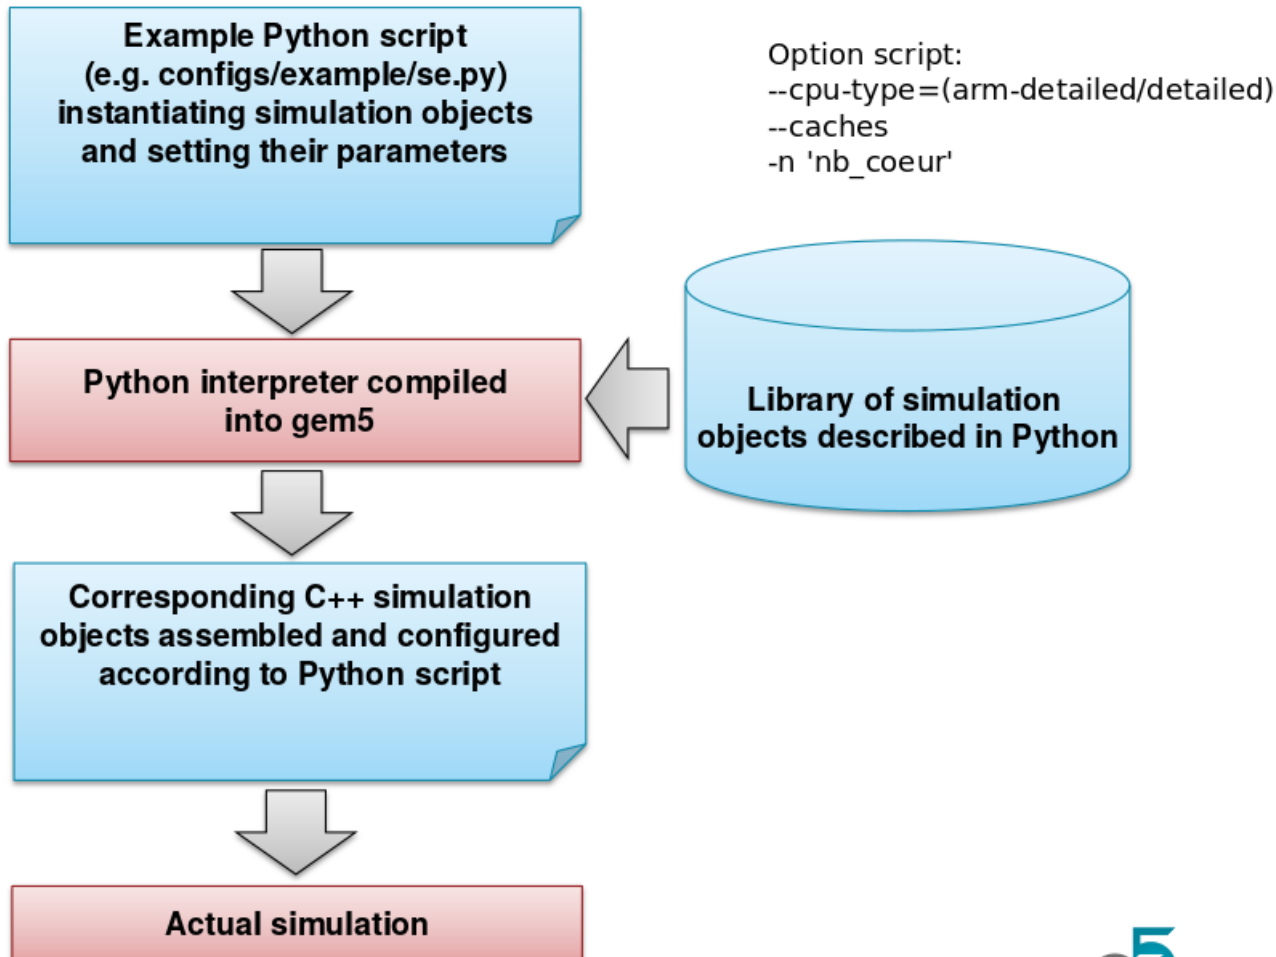 Example Python script
(e.g. configs/example/se.py)
instantiating simulation objects
and setting their parameters
Option script:
--cpu-type=(arm-detailed/detailed)
--caches
-n 'nb_coeur'
Python interpreter compiled
into gem5
Library of simulation
objects described in Python
Corresponding C++ simulation
objects assembled and configured
according to Python script
Actual simulation
5